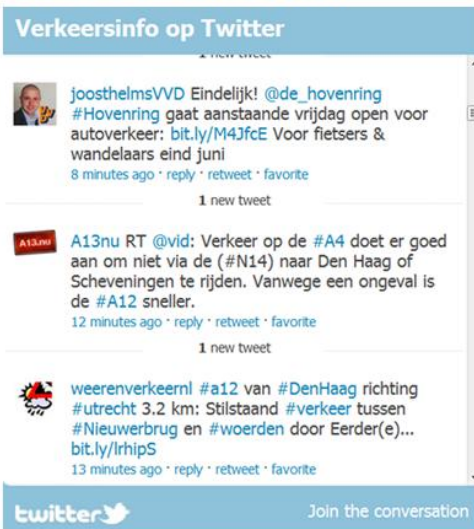 Verkeersinfo op Twitter
1 new tweet
joosthelmsVVD Eindelijk! @de_hovenring
#Hovenring gaat aanstaande vrijdag open voor
autoverkeer: bit.ly/M4JfcE Voor fietsers &
wandelaars eind juni
8 minutes ago · reply · retweet · favorite
1 new tweet
A13.nu
A13nu RT @vid: Verkeer op de #A4 doet er goed
aan om niet via de (#N14) naar Den Haag of
Scheveningen te rijden. Vanwege een ongeval is
de #A12 sneller.
12 minutes ago · reply · retweet · favorite
1 new tweet
weerenverkeernl #a12 van #DenHaag richting
#utrecht 3.2 km: Stilstaand #verkeer tussen
#Nieuwerbrug en #woerden door Eerder(e)...
bit.ly/lrhipS
13 minutes ago · reply · retweet · favorite
twitter
Join the conversation